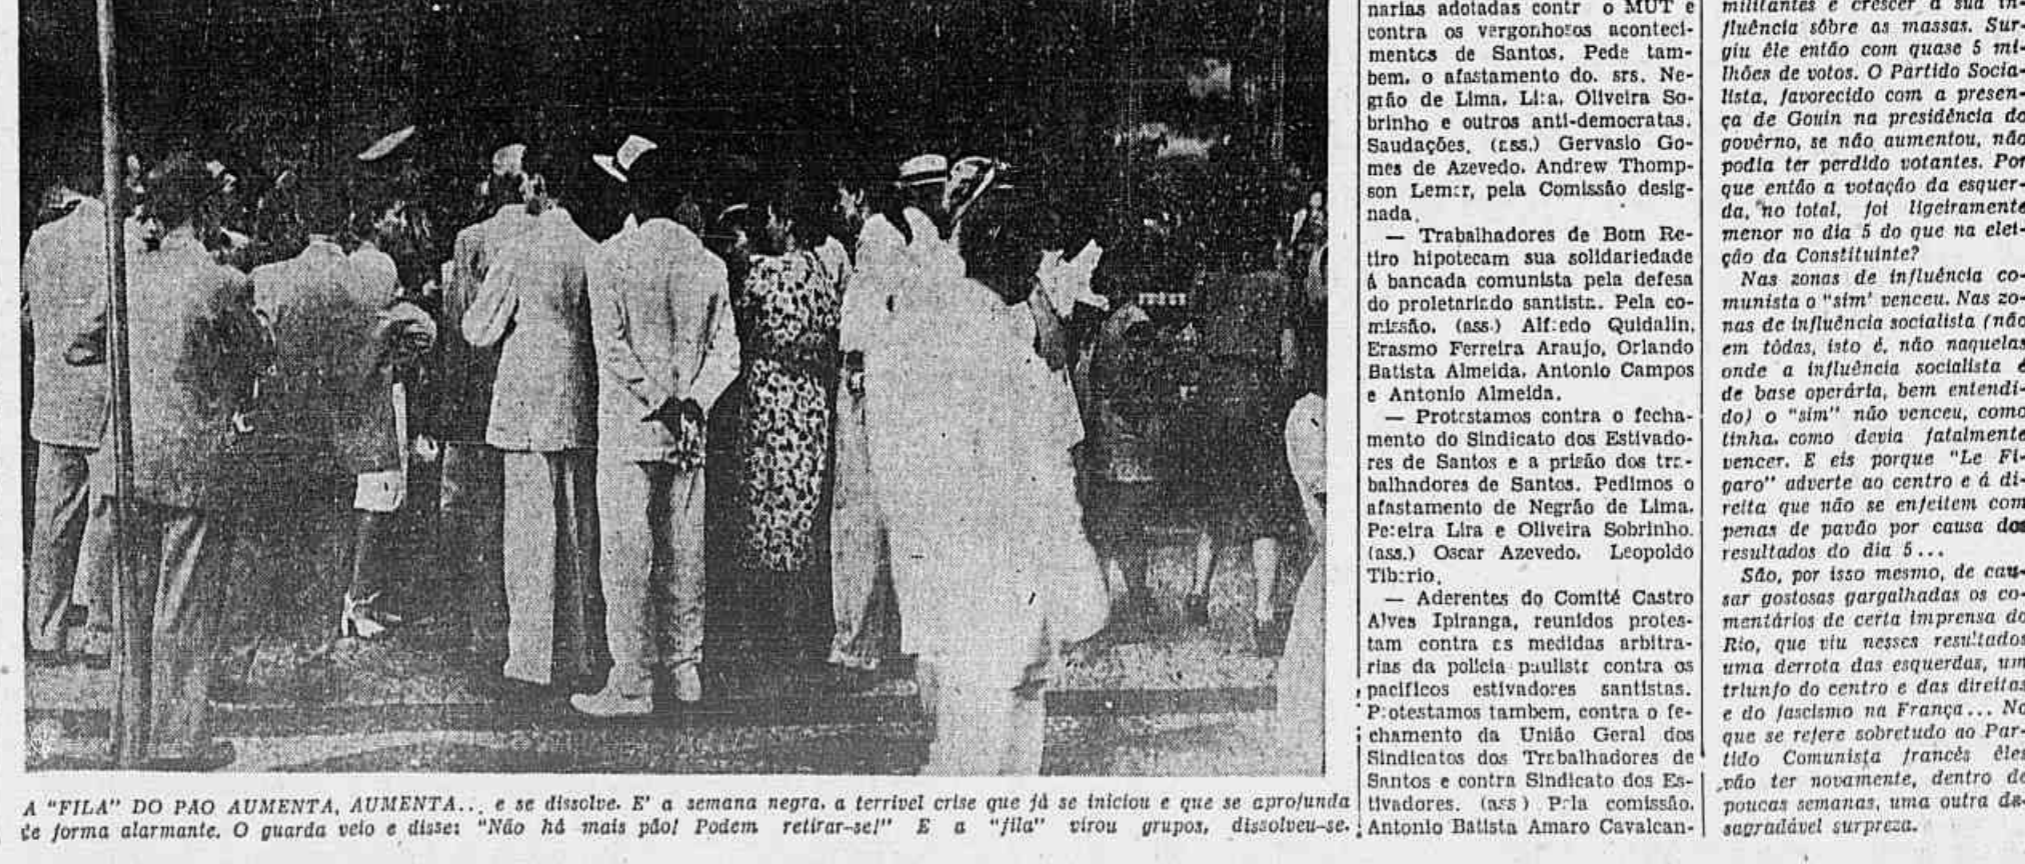 A "FILA" DO PAO AUMENTA, AUMENTA... e se dissolve. E' a semana negra, a terrivel crise que já se iniciou e que se aprofunda
de forma alarmante. O guarda veio e disse: "Não há mais pão! Podem retirar-se!" E a "fila" virou grupos, dissolveu-se.
narias adotadas contr o MUT e
contra os vergonhosos aconteci-
mentos de Santos. Pede tam-
bem, o afastamento do. srs. Ne-
grão de Lima, Lira, Oliveira So-
brinho e outros anti-democratas.
Saudações. (ass.) Gervasio Go-
mes de Azevedo, Andrew Thomp-
son Lemer, pela Comissão desig-
nada.
— Trabalhadores de Bom Re-
tiro hipotecam sua solidariedade
á bancada comunista pela defesa
do proletariado santista. Pela co-
missão. (ass.) Alfredo Quidalin,
Erasmo Ferreira Araujo, Orlando
Batista Almeida, Antonio Campos
e Antonio Almeida.
— Protestamos contra o fecha-
mento do Sindicato dos Estivado-
res de Santos e a prisão dos tra-
balhadores de Santos. Pedimos o
afastamento de Negrão de Lima,
Pereira Lira e Oliveira Sobrinho.
(ass.) Oscar Azevedo, Leopoldo
Tiberio.
— Aderentes do Comité Castro
Alves Ipiranga, reunidos protes-
tam contra as medidas arbitra-
rias da policia paulista contra os
pacificos estivadores santistas.
Protestamos tambem, contra o fe-
chamento da União Geral dos
Sindicatos dos Trabalhadores de
Santos e contra Sindicato dos Es-
tivadores. (ass) Pela comissão,
Antonio Batista Amaro Cavalcan-
militantes e crescer a sua in-
fluência sôbre as massas. Sur-
giu êle então com quase 5 mi-
lhões de votos. O Partido Socia-
lista, favorecido com a presen-
ça de Gouin na presidência do
govêrno, se não aumentou, não
podia ter perdido votantes. Por
que então a votação da esquer-
da, no total, foi ligeiramente
menor no dia 5 do que na elei-
ção da Constituinte?
Nas zonas de influência co-
munista o "sim' venceu. Nas zo-
nas de influência socialista (não
em tôdas, isto é, não naquelas
onde a influência socialista é
de base operária, bem entendi-
do) o "sim" não venceu, como
tinha, como devia fatalmente
vencer. E eis porque "Le Fi-
garo" adverte ao centro e á di-
reita que não se enfeitem com
penas de pavão por causa dos
resultados do dia 5...
São, por isso mesmo, de cau-
sar gostosas gargalhadas os co-
mentários de certa imprensa do
Rio, que viu nesses resultados
uma derrota das esquerdas, um
triunfo do centro e das direitas
e do fascismo na França... No
que se refere sobretudo ao Par-
tido Comunista francês êles
vão ter novamente, dentro de
poucas semanas, uma outra de-
sagradável surpreza.